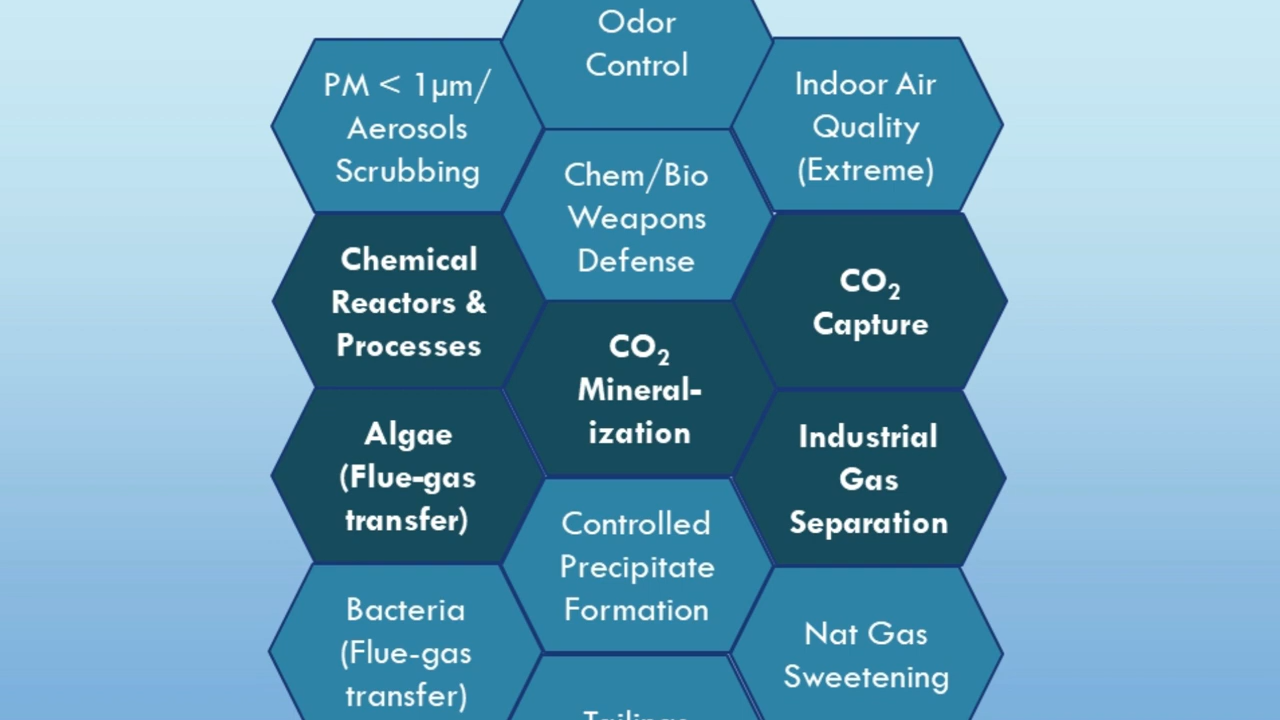 Odor
Control
PM < 1µm/
Aerosols
Scrubbing
Indoor Air
Quality
(Extreme)
Chem/Bio
Weapons
Defense
Chemical
Reactors &
Processes
CO₂
Capture
CO₂
Mineral-
ization
Algae
(Flue-gas
transfer)
Industrial
Gas
Separation
Controlled
Precipitate
Formation
Bacteria
(Flue-gas
transfer)
Nat Gas
Sweetening